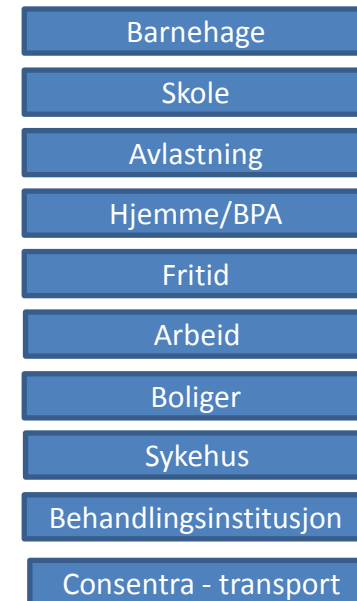 Barnehage
Skole
Avlastning
Hjemme/BPA
Fritid
Arbeid
Boliger
Sykehus
Behandlingsinstitusjon
Consentra - transport